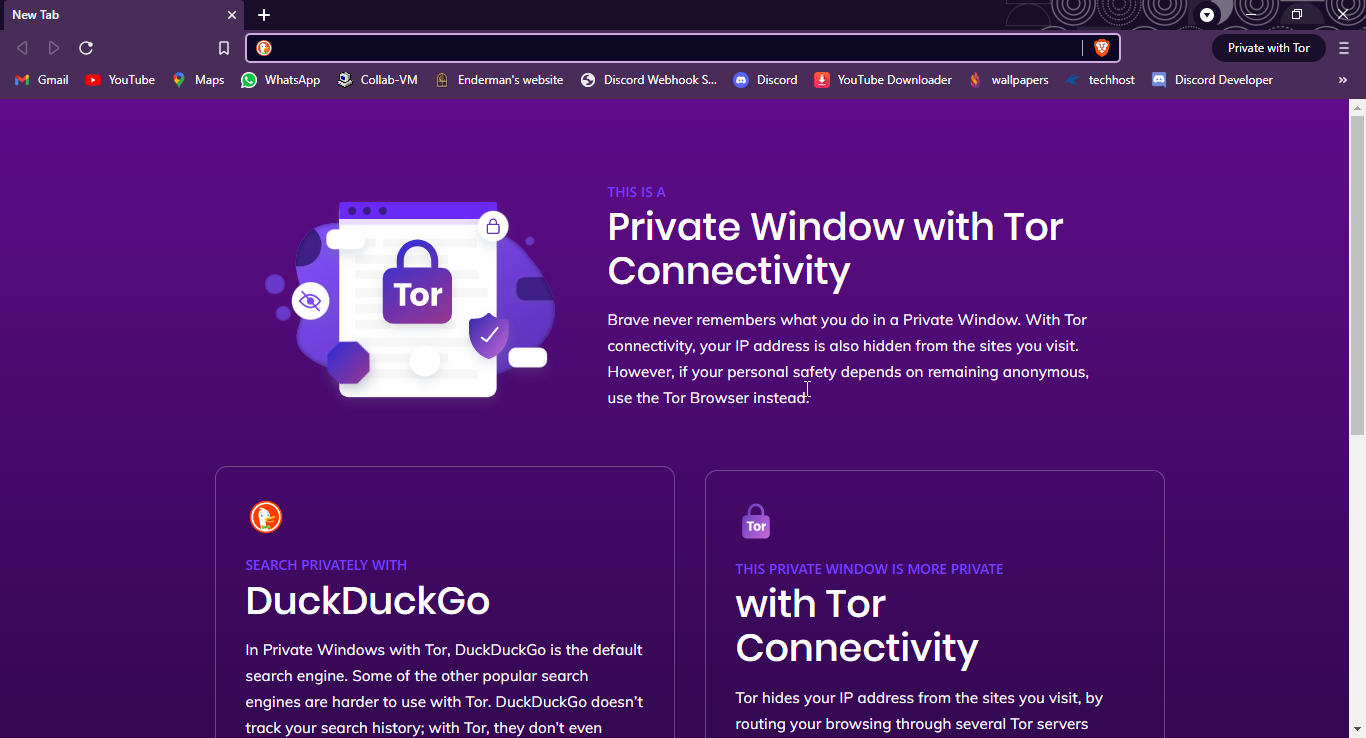 New Tab
Private with Tor
Gmail YouTube Maps WhatsApp Collab-VM Enderman's website Discord Webhook S... Discord YouTube Downloader wallpapers techhost Discord Developer »
THIS IS A
Private Window with Tor
Connectivity
Brave never remembers what you do in a Private Window. With Tor
connectivity, your IP address is also hidden from the sites you visit.
However, if your personal safety depends on remaining anonymous,
use the Tor Browser instead.
Tor
SEARCH PRIVATELY WITH
DuckDuckGo
In Private Windows with Tor, DuckDuckGo is the default
search engine. Some of the other popular search
engines are harder to use with Tor. DuckDuckGo doesn't
track your search history; with Tor, they don't even
Tor
THIS PRIVATE WINDOW IS MORE PRIVATE
with Tor
Connectivity
Tor hides your IP address from the sites you visit, by
routing your browsing through several Tor servers